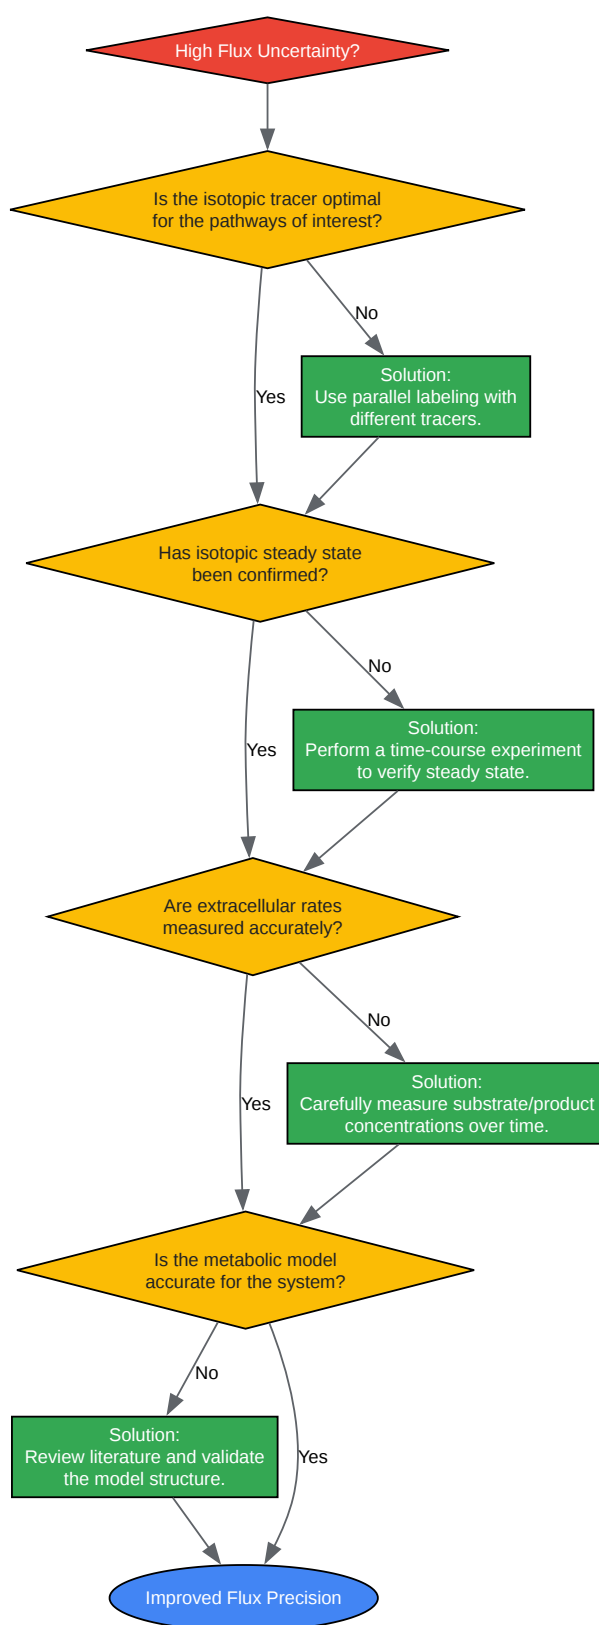 High Flux Uncertainty?
Is the isotopic tracer optimal
for the pathways of interest?
No
Solution:
Use parallel labeling with
different tracers.
Yes
Has isotopic steady state
been confirmed?
No
Solution:
Perform a time-course experiment
to verify steady state.
Yes
Are extracellular rates
measured accurately?
No
Solution:
Carefully measure substrate/product
concentrations over time.
Yes
Is the metabolic model
accurate for the system?
No
Solution:
Review literature and validate
the model structure.
Yes
Improved Flux Precision